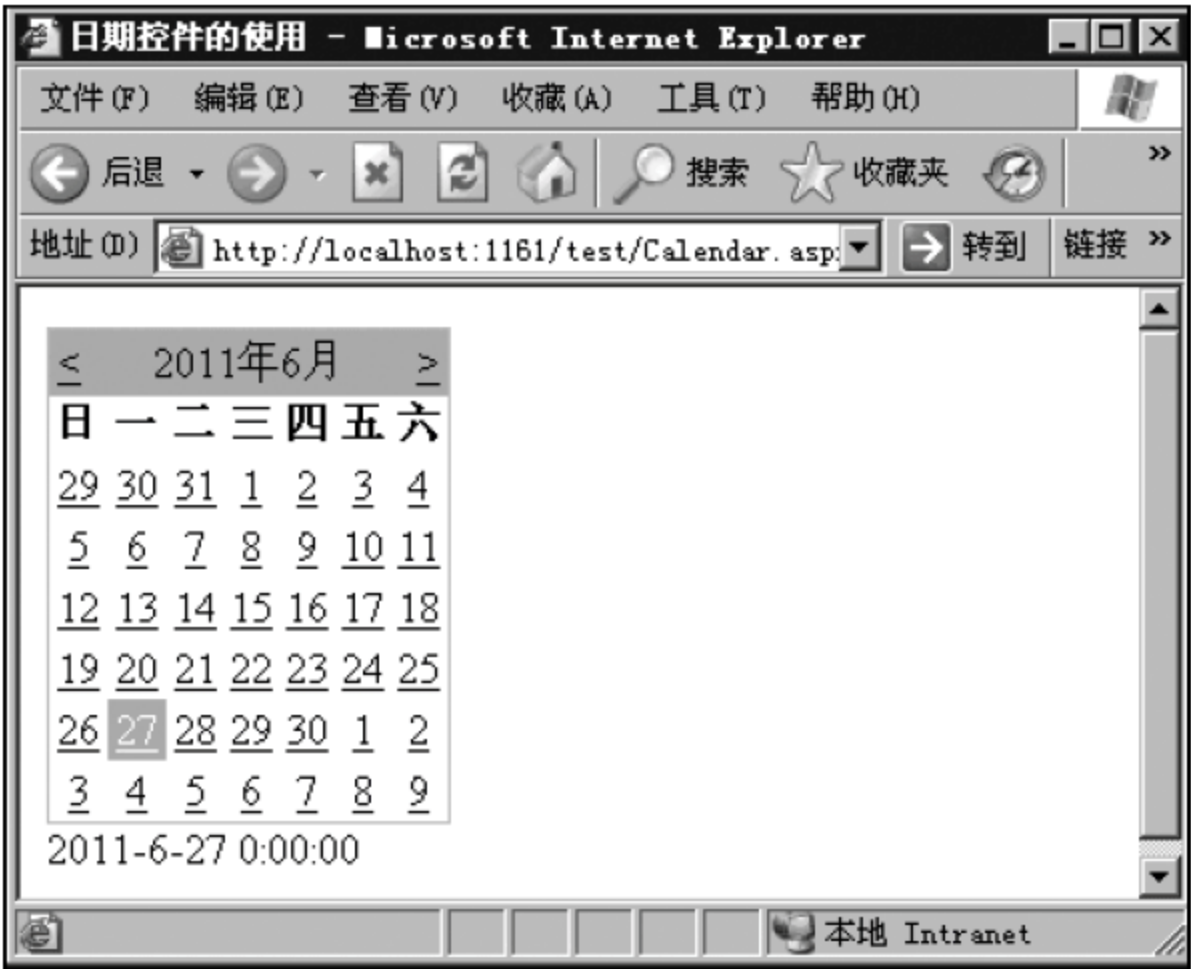 日期控件的使用 - Microsoft Internet Explorer
文件(F) 编辑(E) 查看(V) 收藏(A) 工具(T) 帮助(H)
后退 搜索 收藏夹 »
地址(D) http://localhost:1161/test/Calendar.asp 转到 链接 »
< 2011年6月 >
日 一 二 三 四 五 六
29 30 31 1 2 3 4
5 6 7 8 9 10 11
12 13 14 15 16 17 18
19 20 21 22 23 24 25
26 27 28 29 30 1 2
3 4 5 6 7 8 9
2011-6-27 0:00:00
本地 Intranet